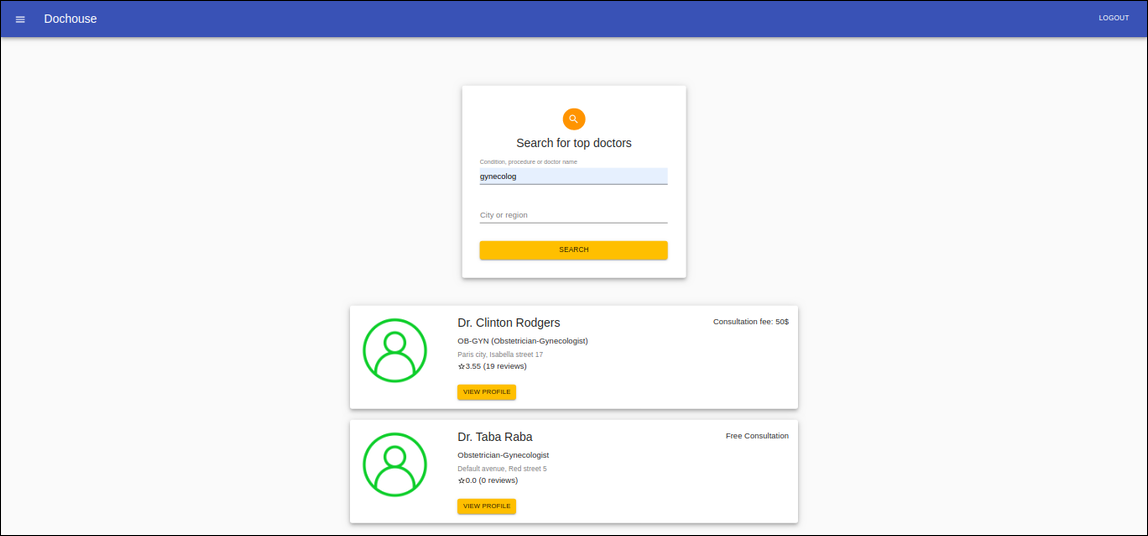 Dochouse
LOGOUT
Search for top doctors
Condition, procedure or doctor name
gynecolog
City or region
SEARCH
Dr. Clinton Rodgers
Consultation fee: 50$
OB-GYN (Obstetrician-Gynecologist)
Paris city, Isabella street 17
☆3.55 (19 reviews)
VIEW PROFILE
Dr. Taba Raba
Free Consultation
Obstetrician-Gynecologist
Default avenue, Red street 5
☆0.0 (0 reviews)
VIEW PROFILE